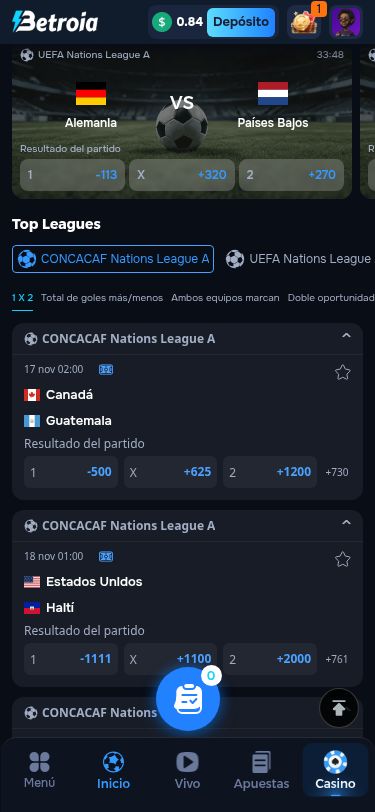 Betroia
$ 0.84 Depósito
1
UEFA Nations League A 33:48
VS
Alemania Países Bajos
Resultado del partido
1 -113 X +320 2 +270
Top Leagues
CONCACAF Nations League A UEFA Nations League
1 X 2 Total de goles más/menos Ambos equipos marcan Doble oportunidad
CONCACAF Nations League A
17 nov 02:00
Canadá
Guatemala
Resultado del partido
1 -500 X +625 2 +1200 +730
CONCACAF Nations League A
18 nov 01:00
Estados Unidos
Haití
Resultado del partido
1 -1111 X +1100 2 +2000 +761
0
CONCACAF Nations
Menú Inicio Vivo Apuestas Casino